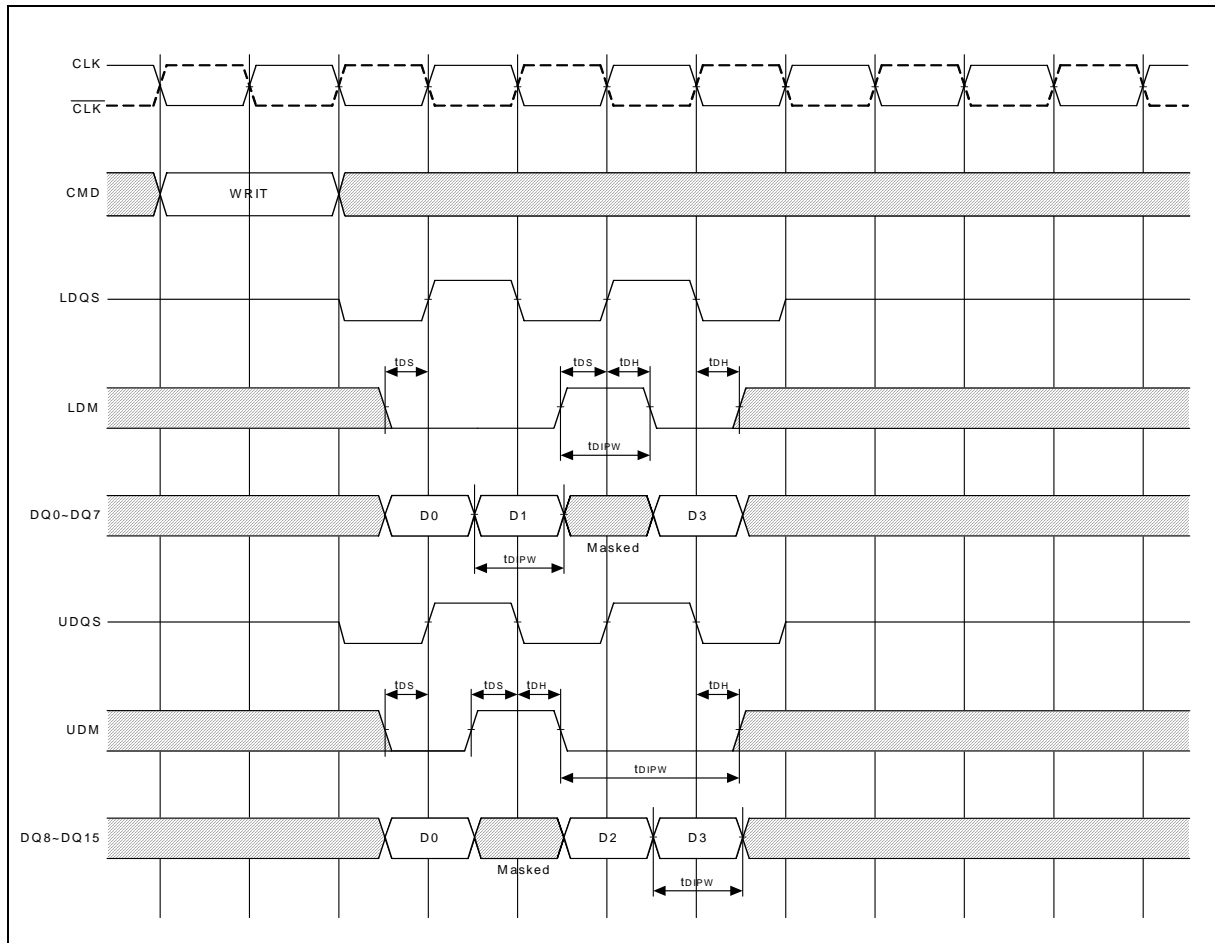 CLK
CLK
CMD
WRIT
LDQS
tDS
tDS
tDH
tDH
LDM
tDIPW
DQ0~DQ7
D0
D1
D3
Masked
tDIPW
UDQS
tDS
tDS
tDH
tDH
UDM
tDIPW
DQ8~DQ15
D0
D2
D3
Masked
tDIPW